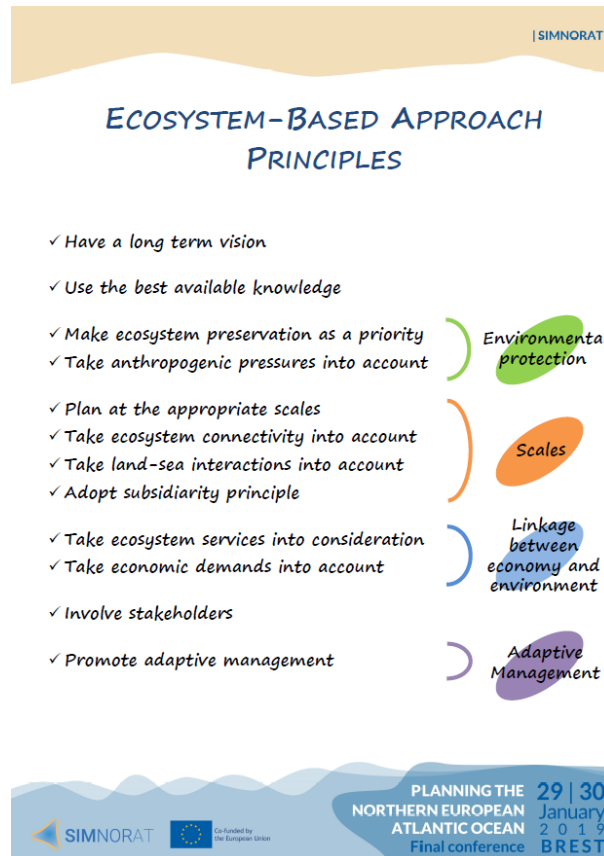 | SIMNORAT
ECOSYSTEM-BASED APPROACH
PRINCIPLES
✓ Have a long term vision
✓ Use the best available knowledge
✓ Make ecosystem preservation as a priority
✓ Take anthropogenic pressures into account
Environmental
protection
✓ Plan at the appropriate scales
✓ Take ecosystem connectivity into account
✓ Take land-sea interactions into account
✓ Adopt subsidiarity principle
Scales
✓ Take ecosystem services into consideration
✓ Take economic demands into account
Linkage
between
economy and
environment
✓ Involve stakeholders
✓ Promote adaptive management
Adaptive
Management
SIMNORAT
Co-funded by
the European Union
PLANNING THE
NORTHERN EUROPEAN
ATLANTIC OCEAN
Final conference
29 | 30
January
2019
BREST